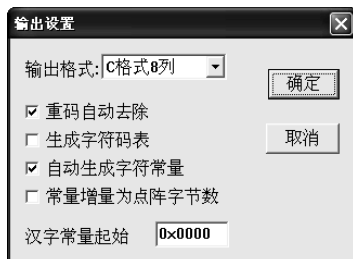 输出设置
输出格式:C格式8列
确定
重码自动去除
生成字符码表
取消
自动生成字符常量
常量增量为点阵字节数
汉字常量起始 0x0000